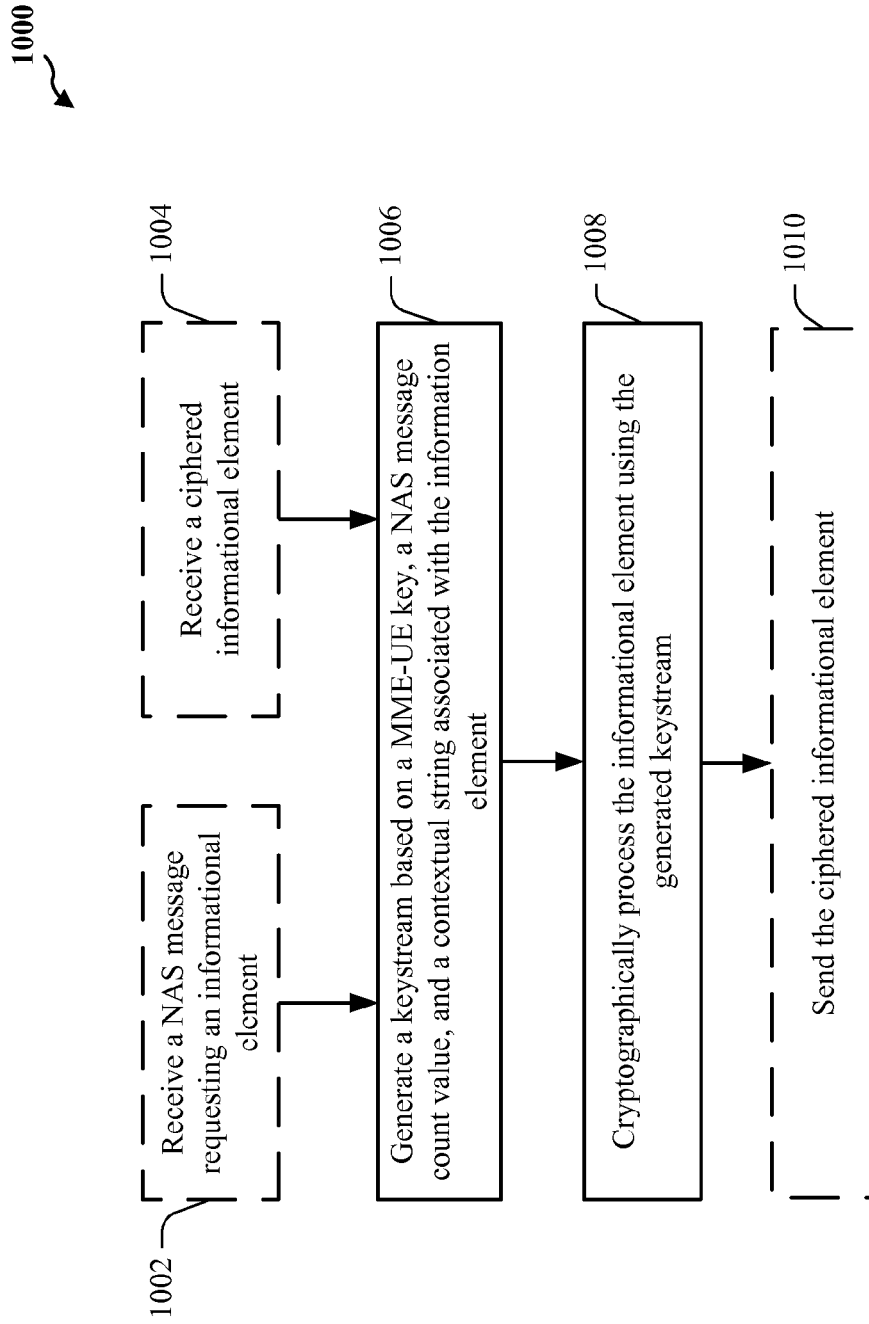 1000
1002
Receive a NAS message
requesting an informational
element
1004
Receive a ciphered
informational element
1006
Generate a keystream based on a MME-UE key, a NAS message
count value, and a contextual string associated with the information
element
1008
Cryptographically process the informational element using the
generated keystream
1010
Send the ciphered informational element